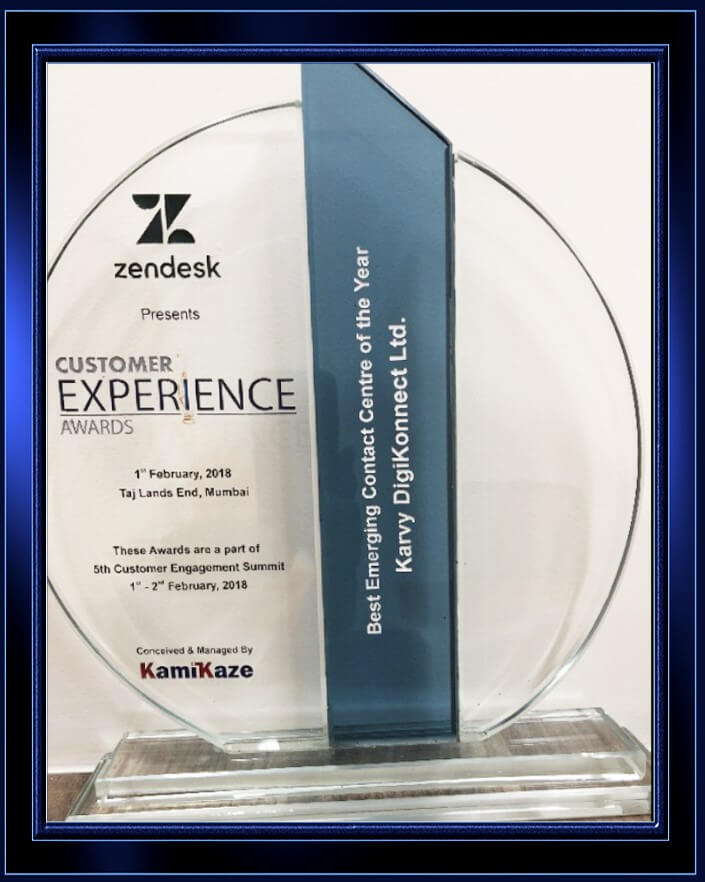 zendesk
Presents
CUSTOMER
EXPERIENCE
AWARDS
1st February, 2018
Taj Lands End, Mumbai
These Awards are a part of
5th Customer Engagement Summit
1st - 2nd February, 2018
Conceived & Managed By
KamiKaze
Best Emerging Contact Centre of the Year
Karvy DigiKonnect Ltd.